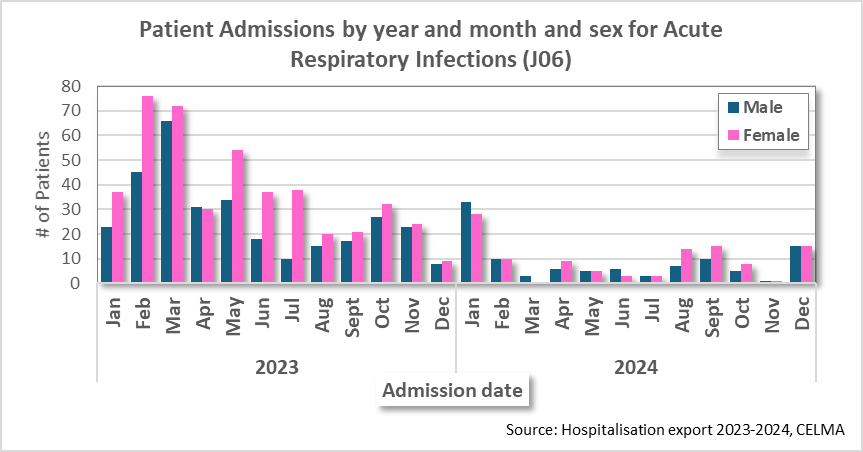 Patient Admissions by year and month and sex for Acute
Respiratory Infections (J06)
80
70
60
50
40
30
20
10
0
# of Patients
Male
Female
Jan Feb Mar Apr May Jun Jul Aug Sept Oct Nov Dec Jan Feb Mar Apr May Jun Jul Aug Sept Oct Nov Dec
2023 2024
Admission date
Source: Hospitalisation export 2023-2024, CELMA